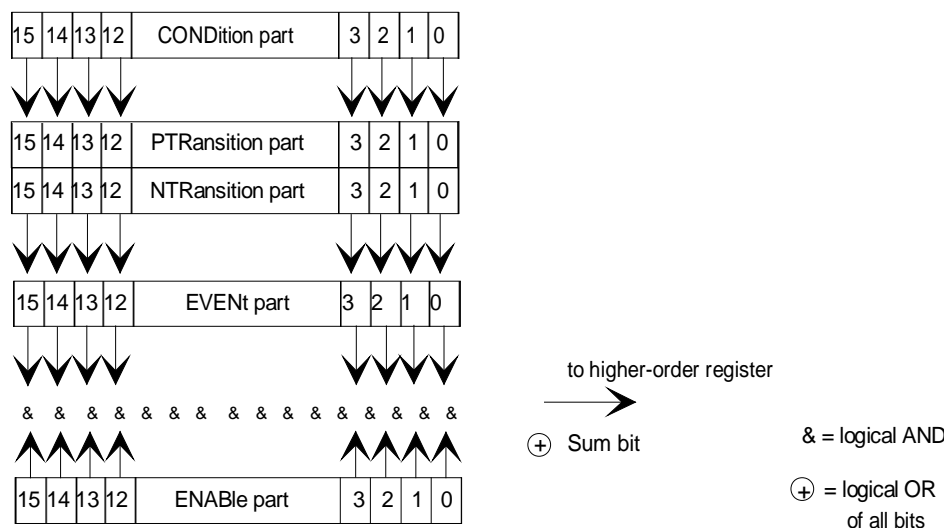 15 14 13 12 CONDition part 3 2 1 0
15 14 13 12 PTRansition part 3 2 1 0
15 14 13 12 NTRansition part 3 2 1 0
15 14 13 12 EVENt part 3 2 1 0
to higher-order register
& & & & & & & & & & & & & & & &
+ Sum bit
& = logical AND
15 14 13 12 ENABle part 3 2 1 0
+ = logical OR
of all bits